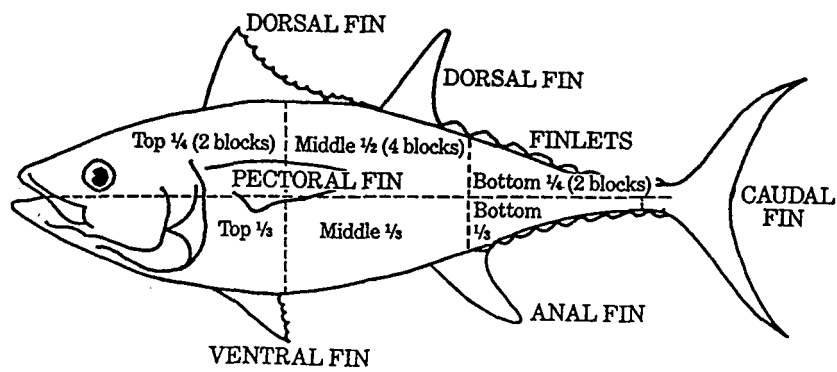 DORSAL FIN
DORSAL FIN
Top ¼ (2 blocks)
Middle ½ (4 blocks)
FINLETS
PECTORAL FIN
Bottom ¼ (2 blocks)
CAUDAL
FIN
Top ⅓
Middle ⅓
Bottom
⅓
ANAL FIN
VENTRAL FIN